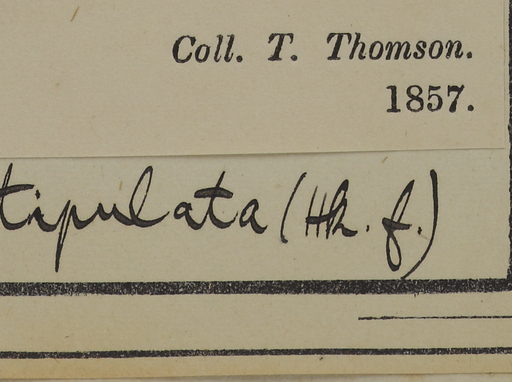 Coll. T. Thomson.
1857.
tipulata (Hk. f.)